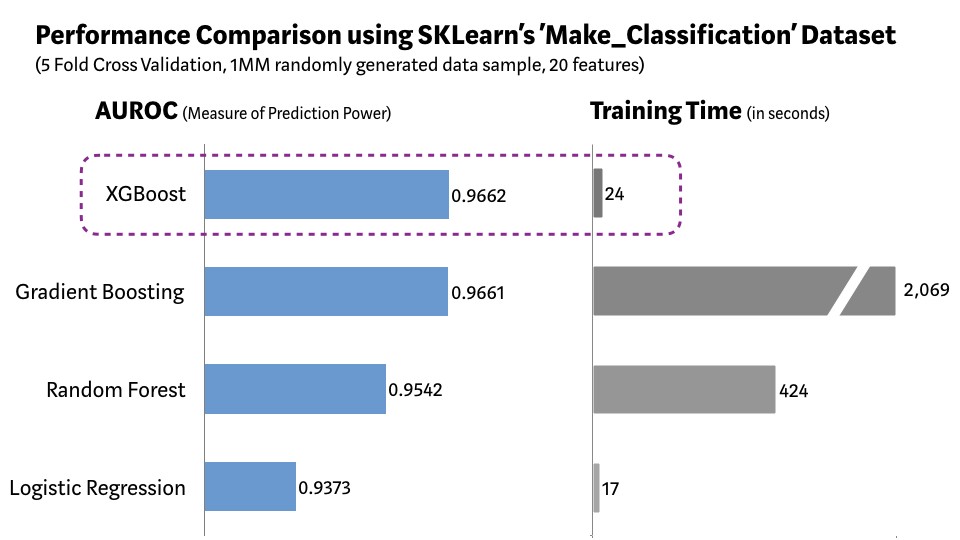 Performance Comparison using SKLearn's 'Make_Classification' Dataset
(5 Fold Cross Validation, 1MM randomly generated data sample, 20 features)
AUROC (Measure of Prediction Power)
Training Time (in seconds)
XGBoost
0.9662
24
Gradient Boosting
0.9661
2,069
Random Forest
0.9542
424
Logistic Regression
0.9373
17